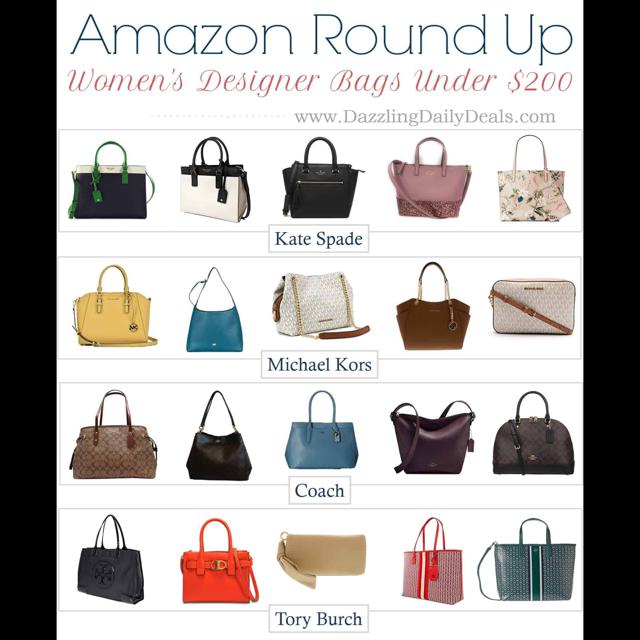 Amazon Round Up
Women's Designer Bags Under $200
www.DazzlingDailyDeals.com
Kate Spade
Michael Kors
Coach
Tory Burch